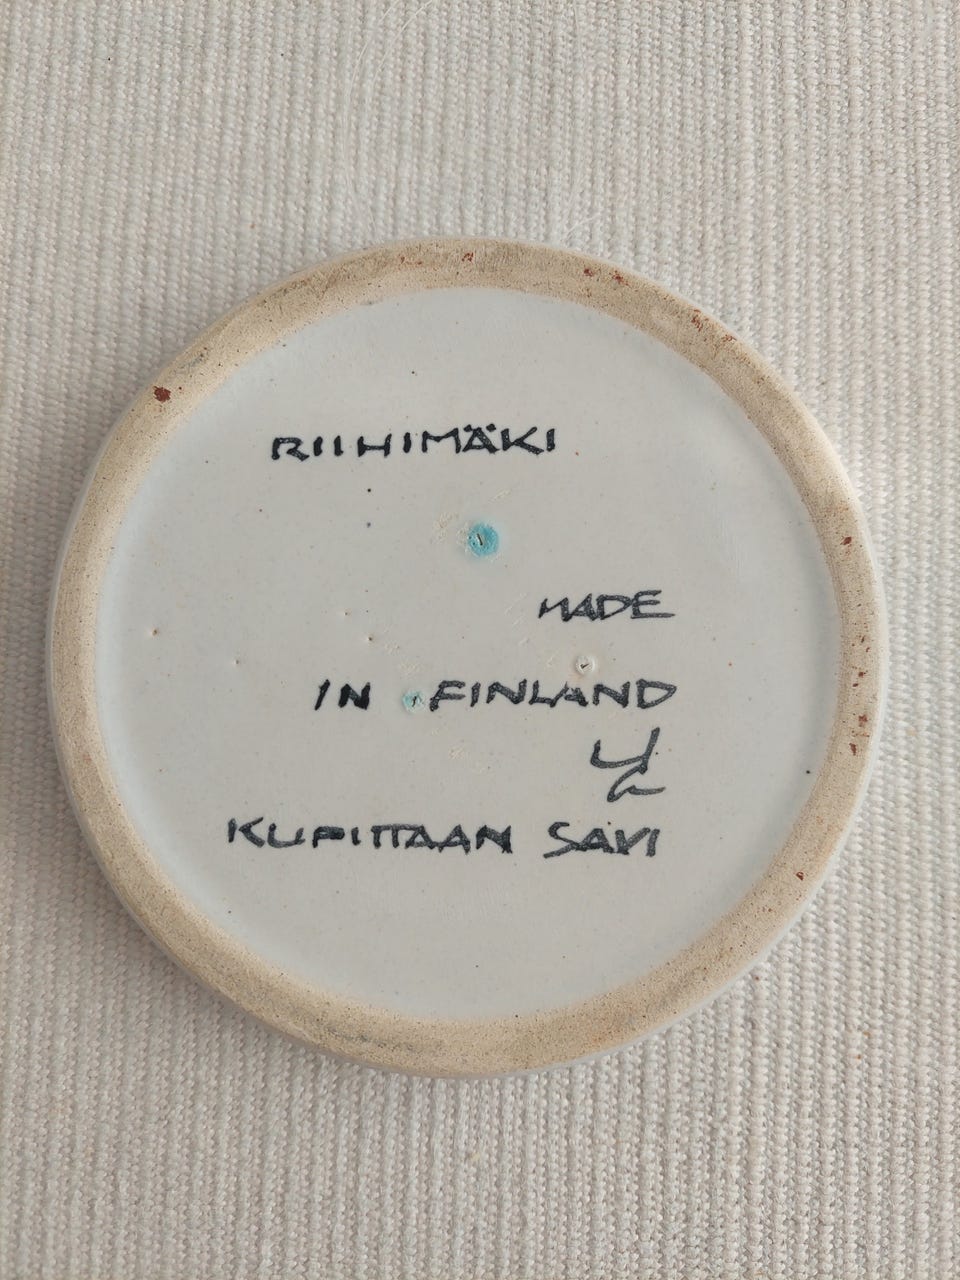 RIIHIMÄKI
MADE
IN FINLAND
KUPITTAAN SAVI